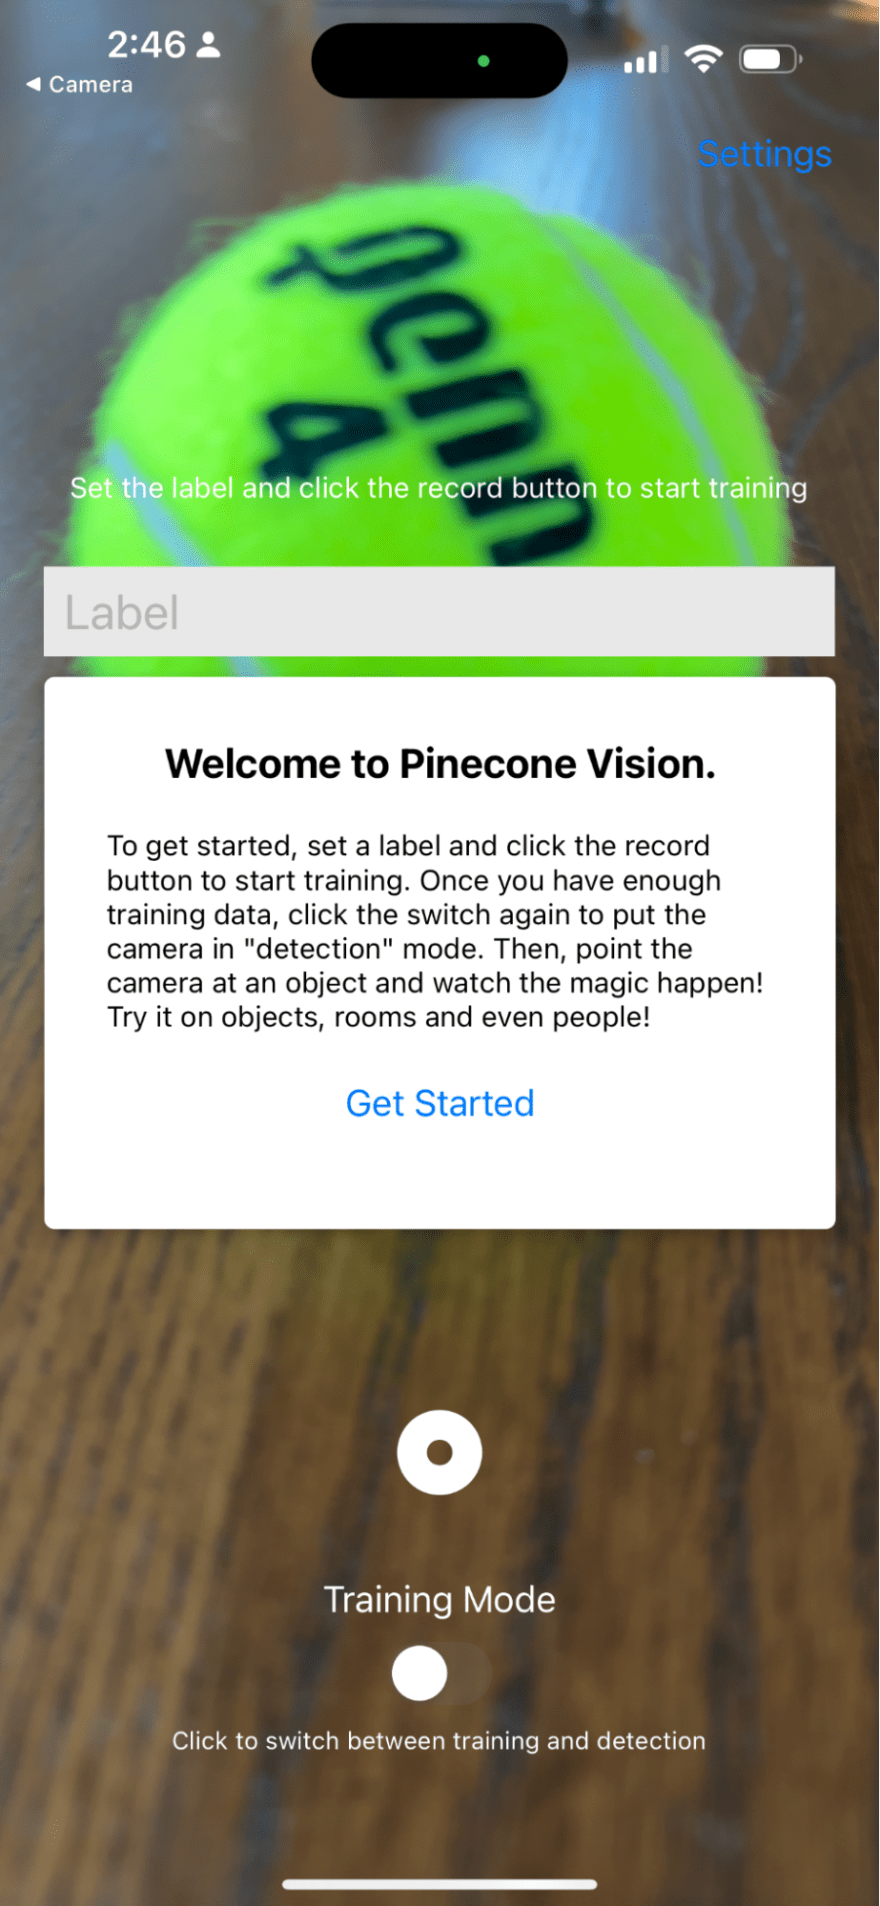 2:46
◀ Camera
Settings
Penn
4
Set the label and click the record button to start training
Label
Welcome to Pinecone Vision.
To get started, set a label and click the record
button to start training. Once you have enough
training data, click the switch again to put the
camera in "detection" mode. Then, point the
camera at an object and watch the magic happen!
Try it on objects, rooms and even people!
Get Started
Training Mode
Click to switch between training and detection